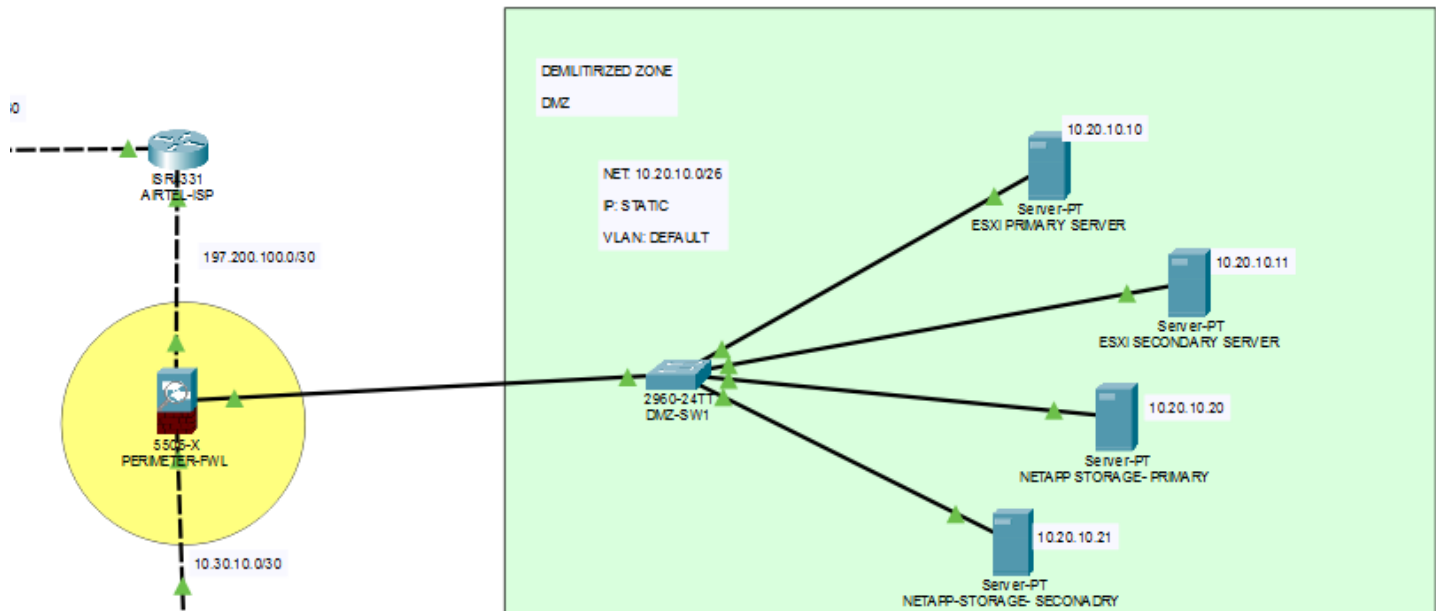 DEMILITIRIZED ZONE
DMZ
AIRTEL-ISP
197.200.100.0/30
NET: 10.20.10.0/26
IP: STATIC
VLAN: DEFAULT
10.20.10.10
Server-PT
ESXI PRIMARY SERVER
10.20.10.11
Server-PT
ESXI SECONDARY SERVER
2960-24TT
DMZ-SW1
10.20.10.20
Server-PT
NETAPP STORAGE- PRIMARY
PERIMETER-FWL
10.30.10.0/30
10.20.10.21
Server-PT
NETAPP-STORAGE- SECONADRY